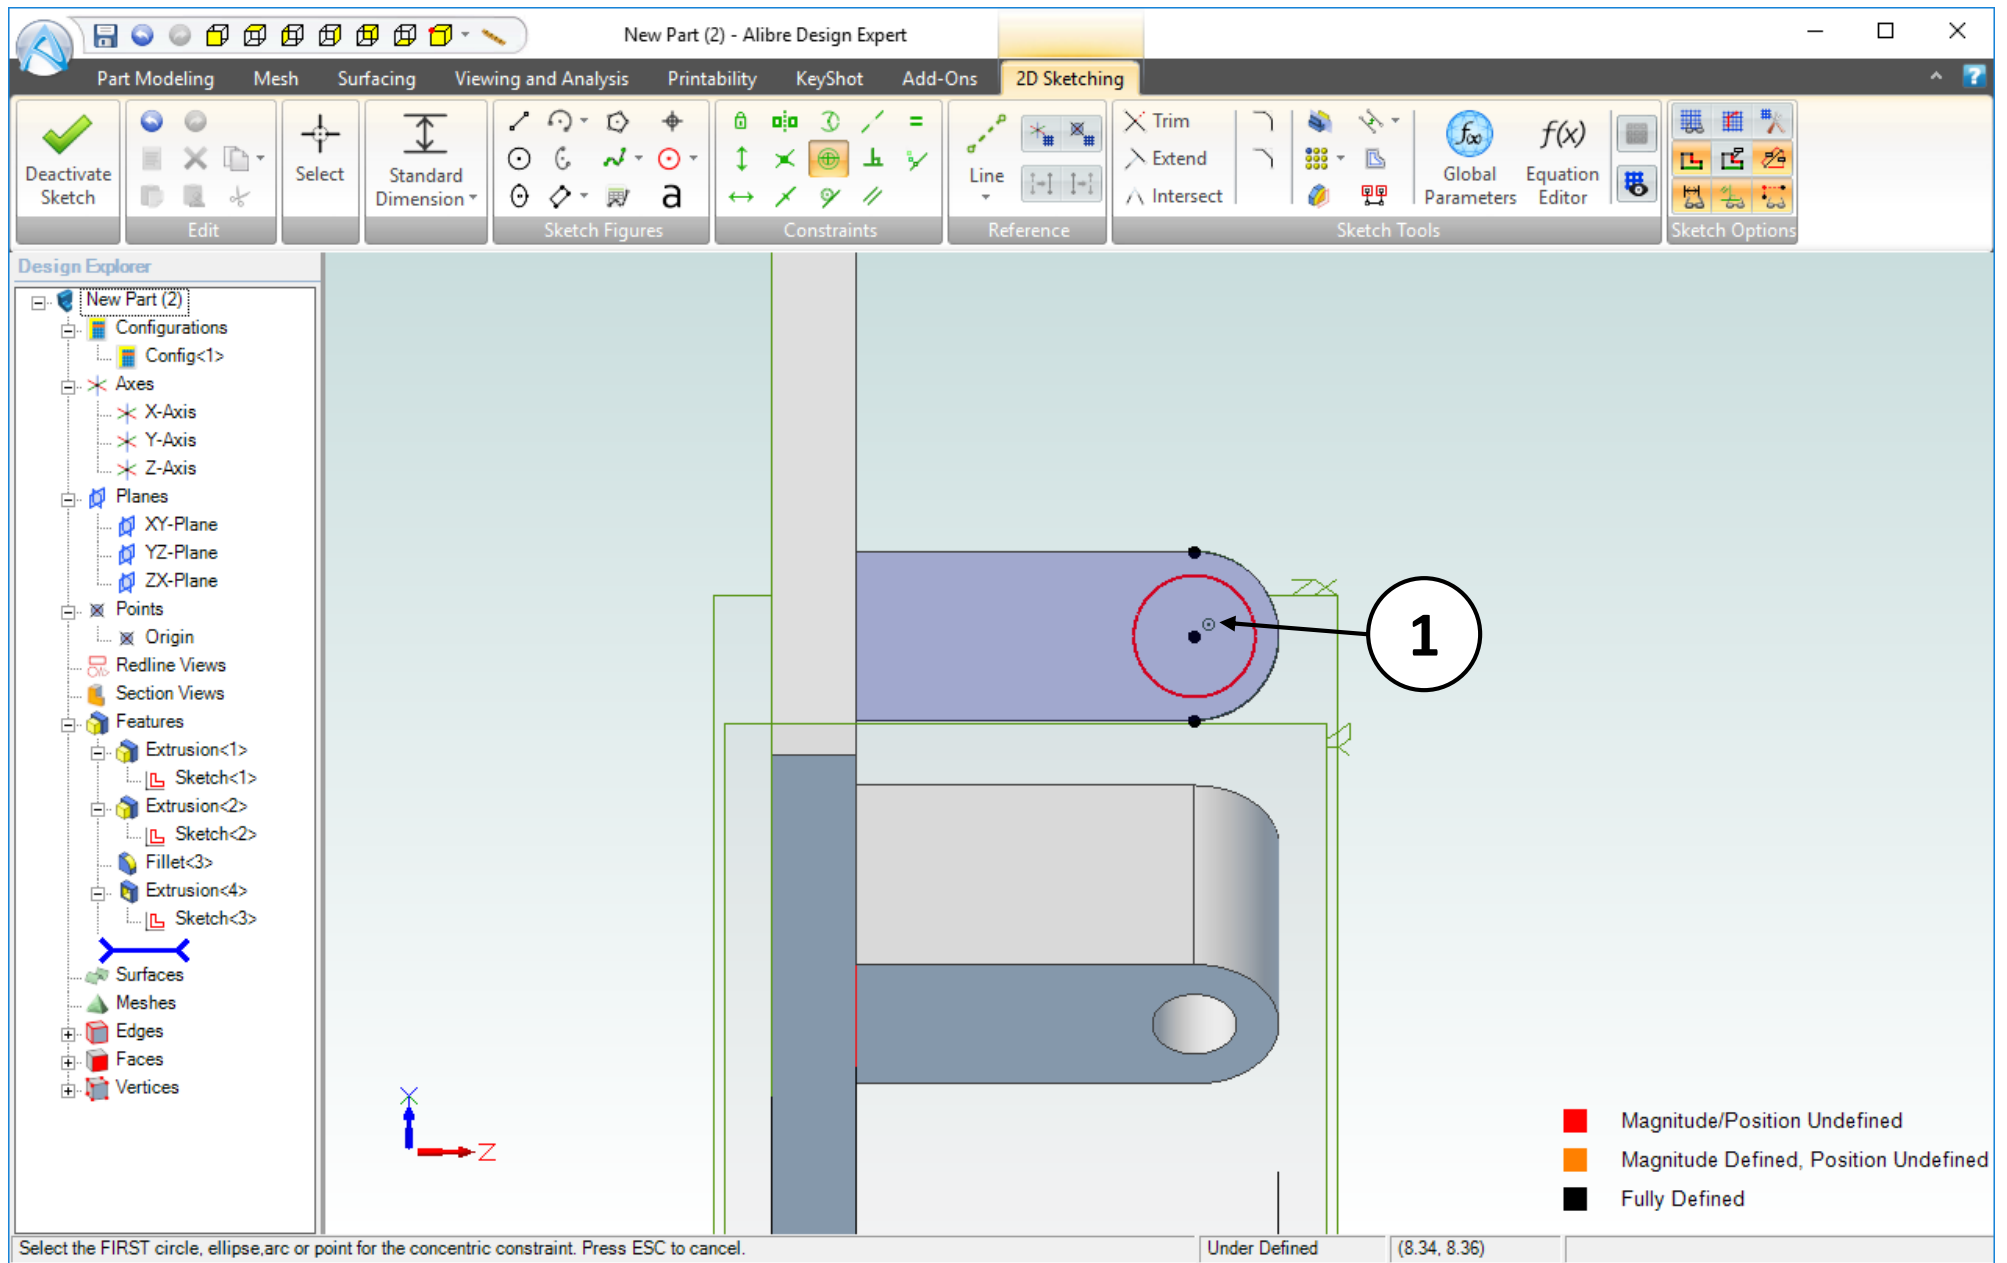 New Part (2) - Alibre Design Expert
Part Modeling Mesh Surfacing Viewing and Analysis Printability KeyShot Add-Ons 2D Sketching
Deactivate
Sketch
Edit
Select
Standard
Dimension
a
Sketch Figures
Constraints
Line
Reference
Trim
Extend
Intersect
Sketch Tools
Global
Parameters
f(x)
Equation
Editor
Sketch Options
Design Explorer
New Part (2)
Configurations
Config<1>
Axes
X-Axis
Y-Axis
Z-Axis
Planes
XY-Plane
YZ-Plane
ZX-Plane
Points
Origin
Redline Views
Section Views
Features
Extrusion<1>
Sketch<1>
Extrusion<2>
Sketch<2>
Fillet<3>
Extrusion<4>
Sketch<3>
Surfaces
Meshes
Edges
Faces
Vertices
ZX
1
X
Z
Magnitude/Position Undefined
Magnitude Defined, Position Undefined
Fully Defined
Select the FIRST circle, ellipse,arc or point for the concentric constraint. Press ESC to cancel.
Under Defined
(8.34, 8.36)